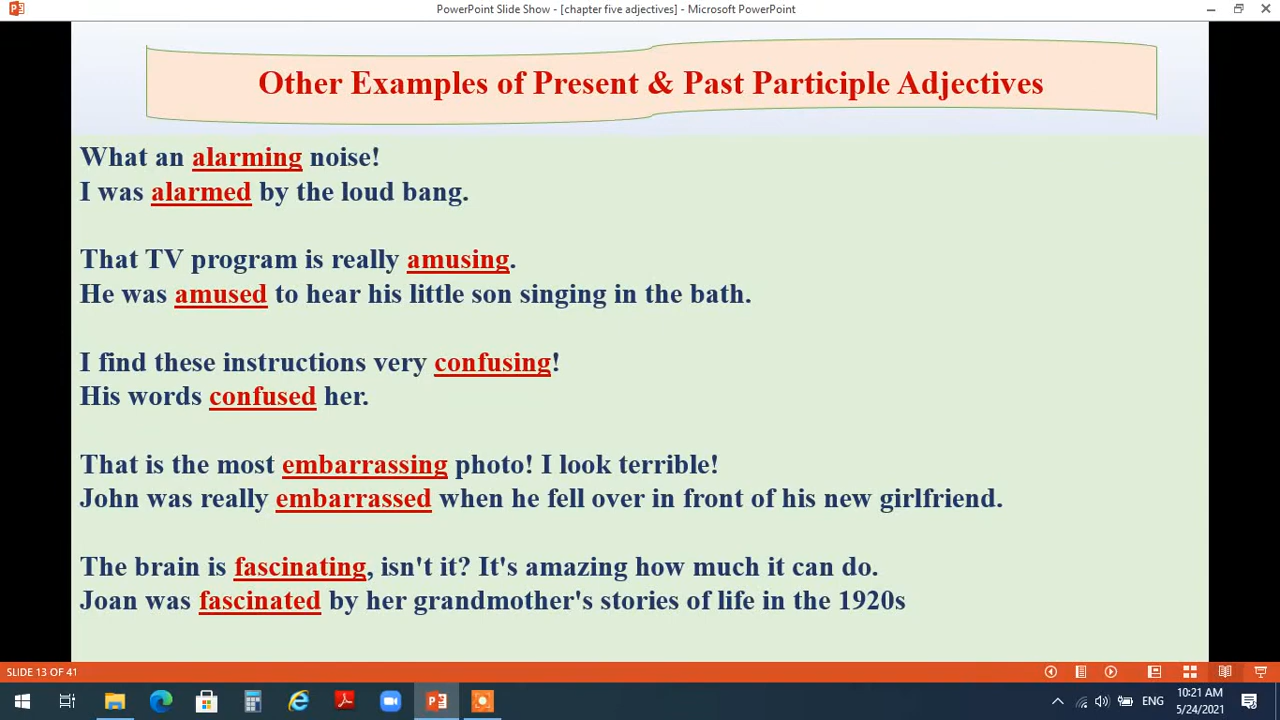 PowerPoint Slide Show - [chapter five adjectives] - Microsoft PowerPoint
Other Examples of Present & Past Participle Adjectives
What an alarming noise!
I was alarmed by the loud bang.
That TV program is really amusing.
He was amused to hear his little son singing in the bath.
I find these instructions very confusing!
His words confused her.
That is the most embarrassing photo! I look terrible!
John was really embarrassed when he fell over in front of his new girlfriend.
The brain is fascinating, isn't it? It's amazing how much it can do.
Joan was fascinated by her grandmother's stories of life in the 1920s
SLIDE 13 OF 41
ENG
10:21 AM
5/24/2021